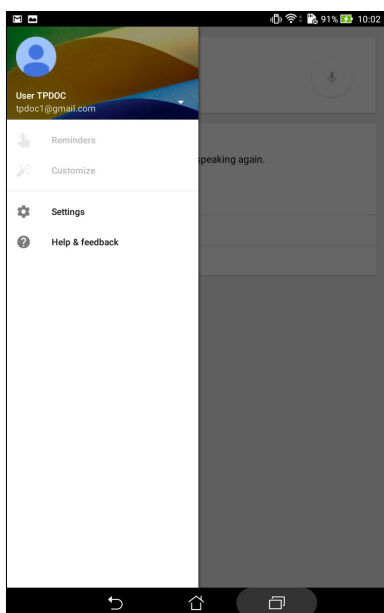 91% 10:02
User TPDOC
tpdoc1@gmail.com
Reminders
Customize
speaking again.
Settings
Help & feedback